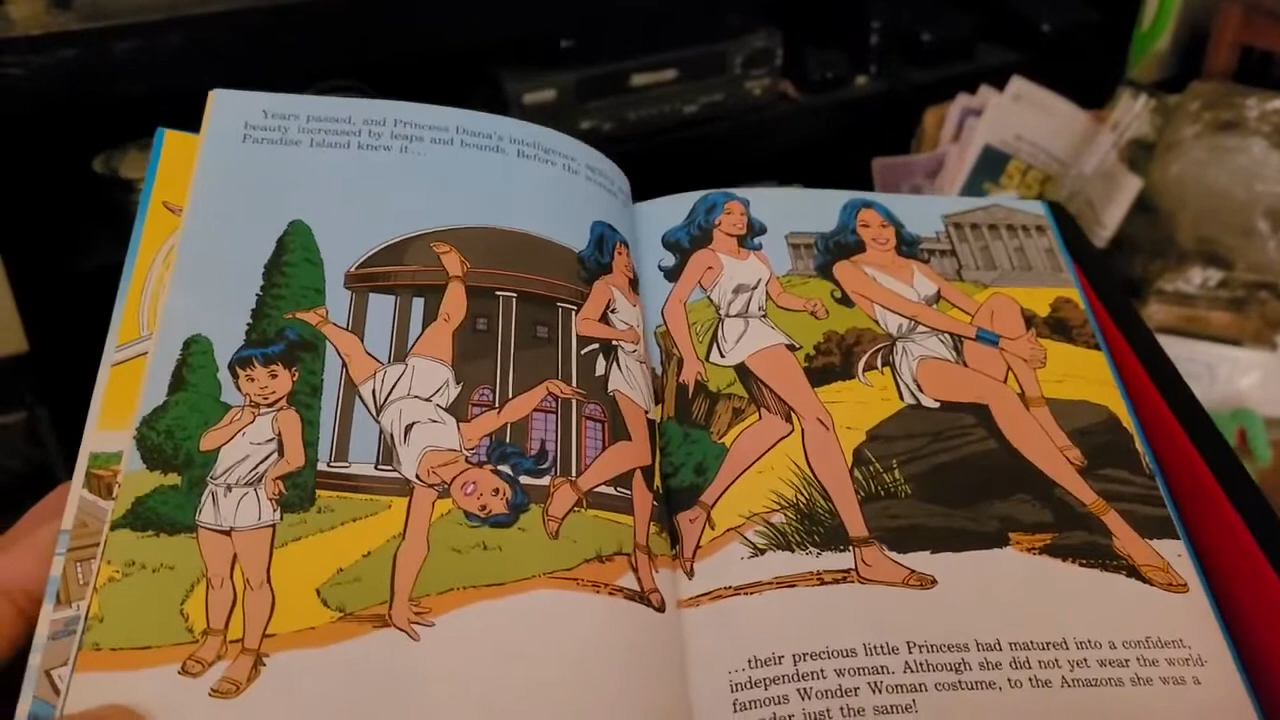 Years passed, and Princess Diana's intelligence,
beauty increased by leaps and bounds. Before the
Paradise Island knew it...
...their precious little Princess had matured into a confident,
independent woman. Although she did not yet wear the world-
famous Wonder Woman costume, to the Amazons she was a
just the same!
55